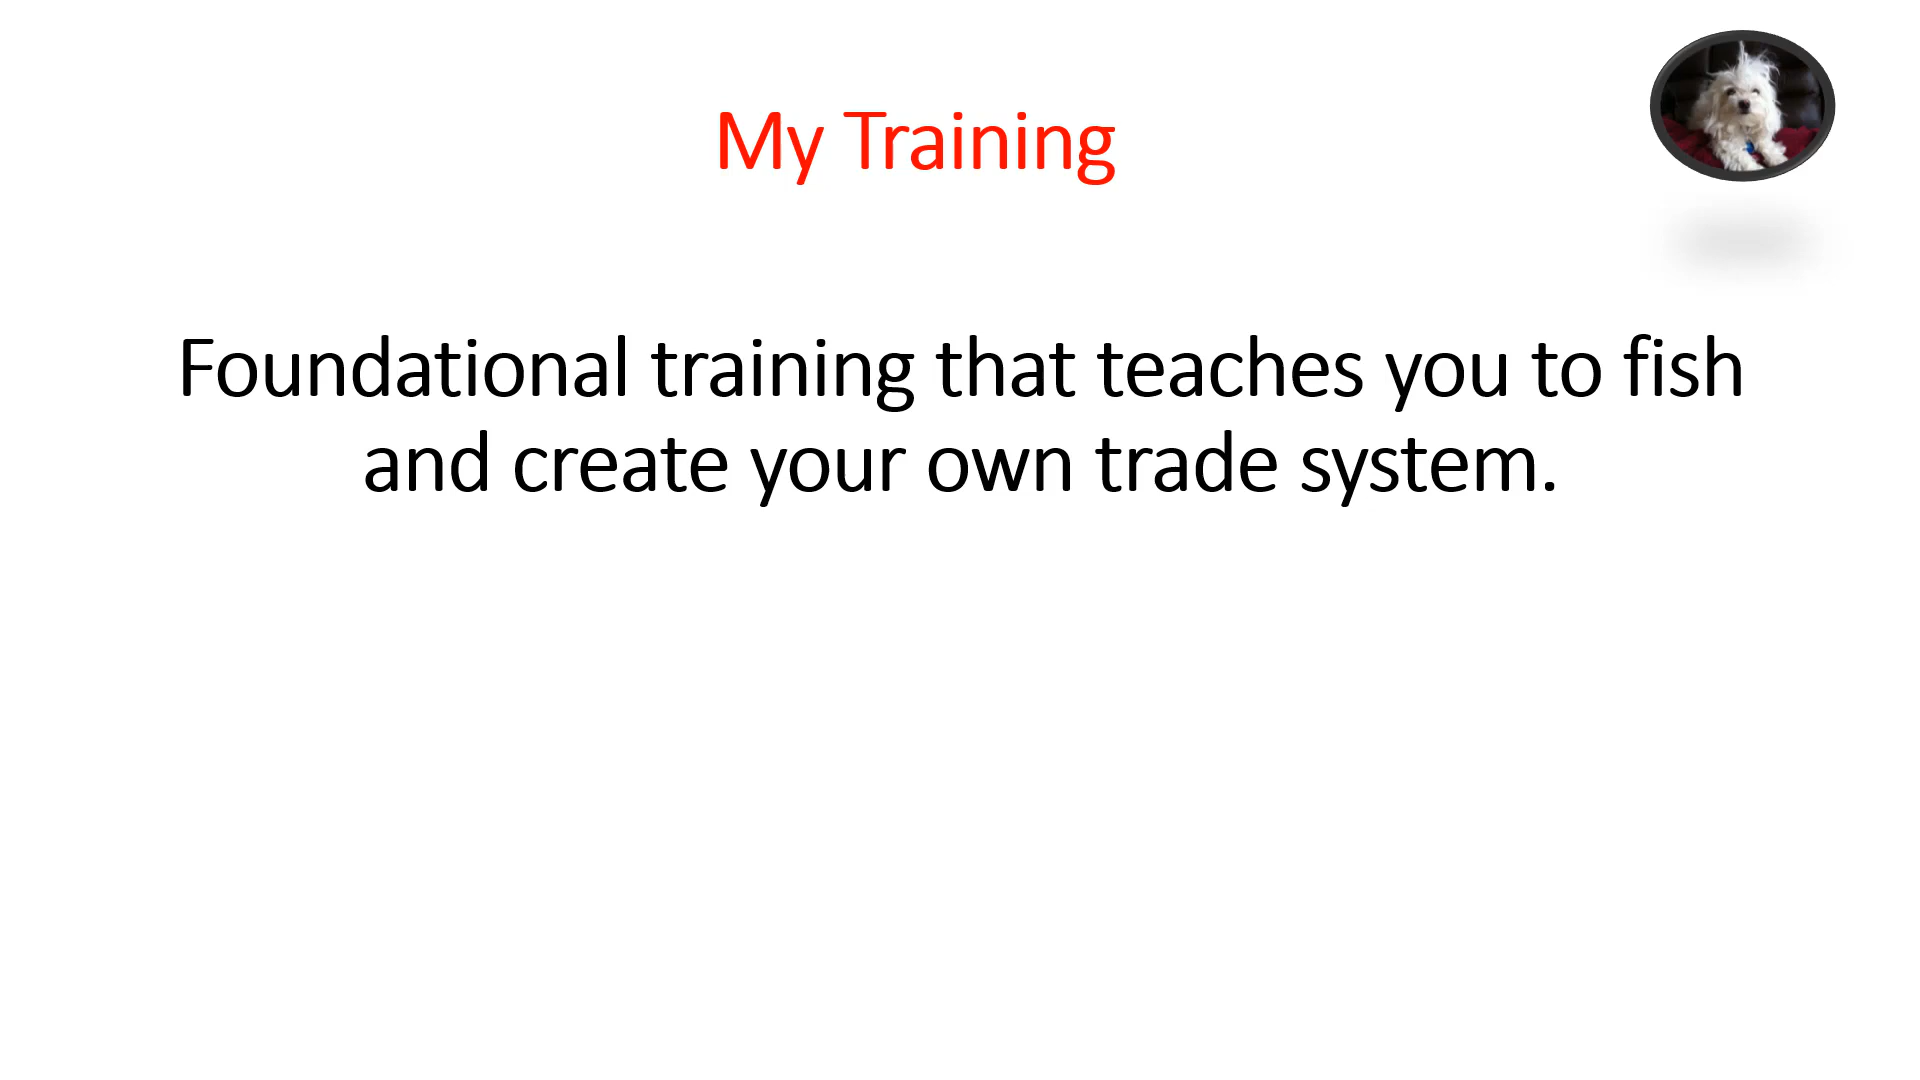 My Training
Foundational training that teaches you to fish
and create your own trade system.